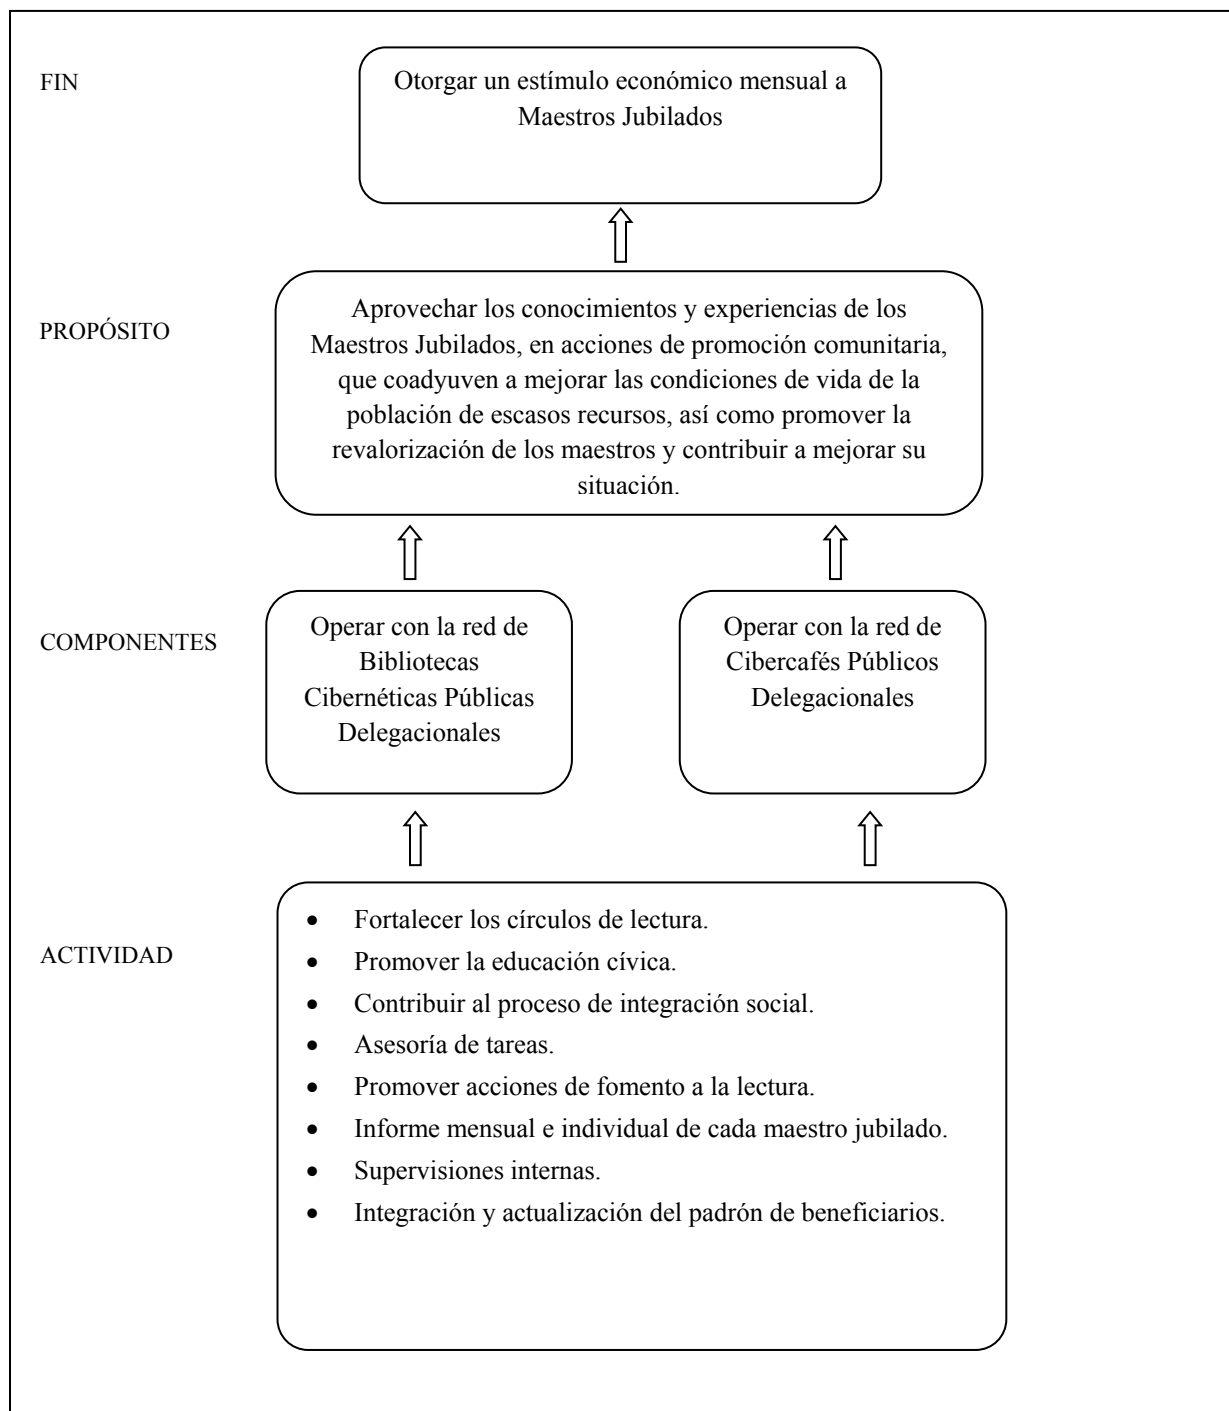 FIN
Otorgar un estímulo económico mensual a
Maestros Jubilados
PROPÓSITO
Aprovechar los conocimientos y experiencias de los
Maestros Jubilados, en acciones de promoción comunitaria,
que coadyuven a mejorar las condiciones de vida de la
población de escasos recursos, así como promover la
revalorización de los maestros y contribuir a mejorar su
situación.
COMPONENTES
Operar con la red de
Bibliotecas
Cibernéticas Públicas
Delegacionales
Operar con la red de
Cibercafés Públicos
Delegacionales
ACTIVIDAD
• Fortalecer los círculos de lectura.
• Promover la educación cívica.
• Contribuir al proceso de integración social.
• Asesoría de tareas.
• Promover acciones de fomento a la lectura.
• Informe mensual e individual de cada maestro jubilado.
• Supervisiones internas.
• Integración y actualización del padrón de beneficiarios.